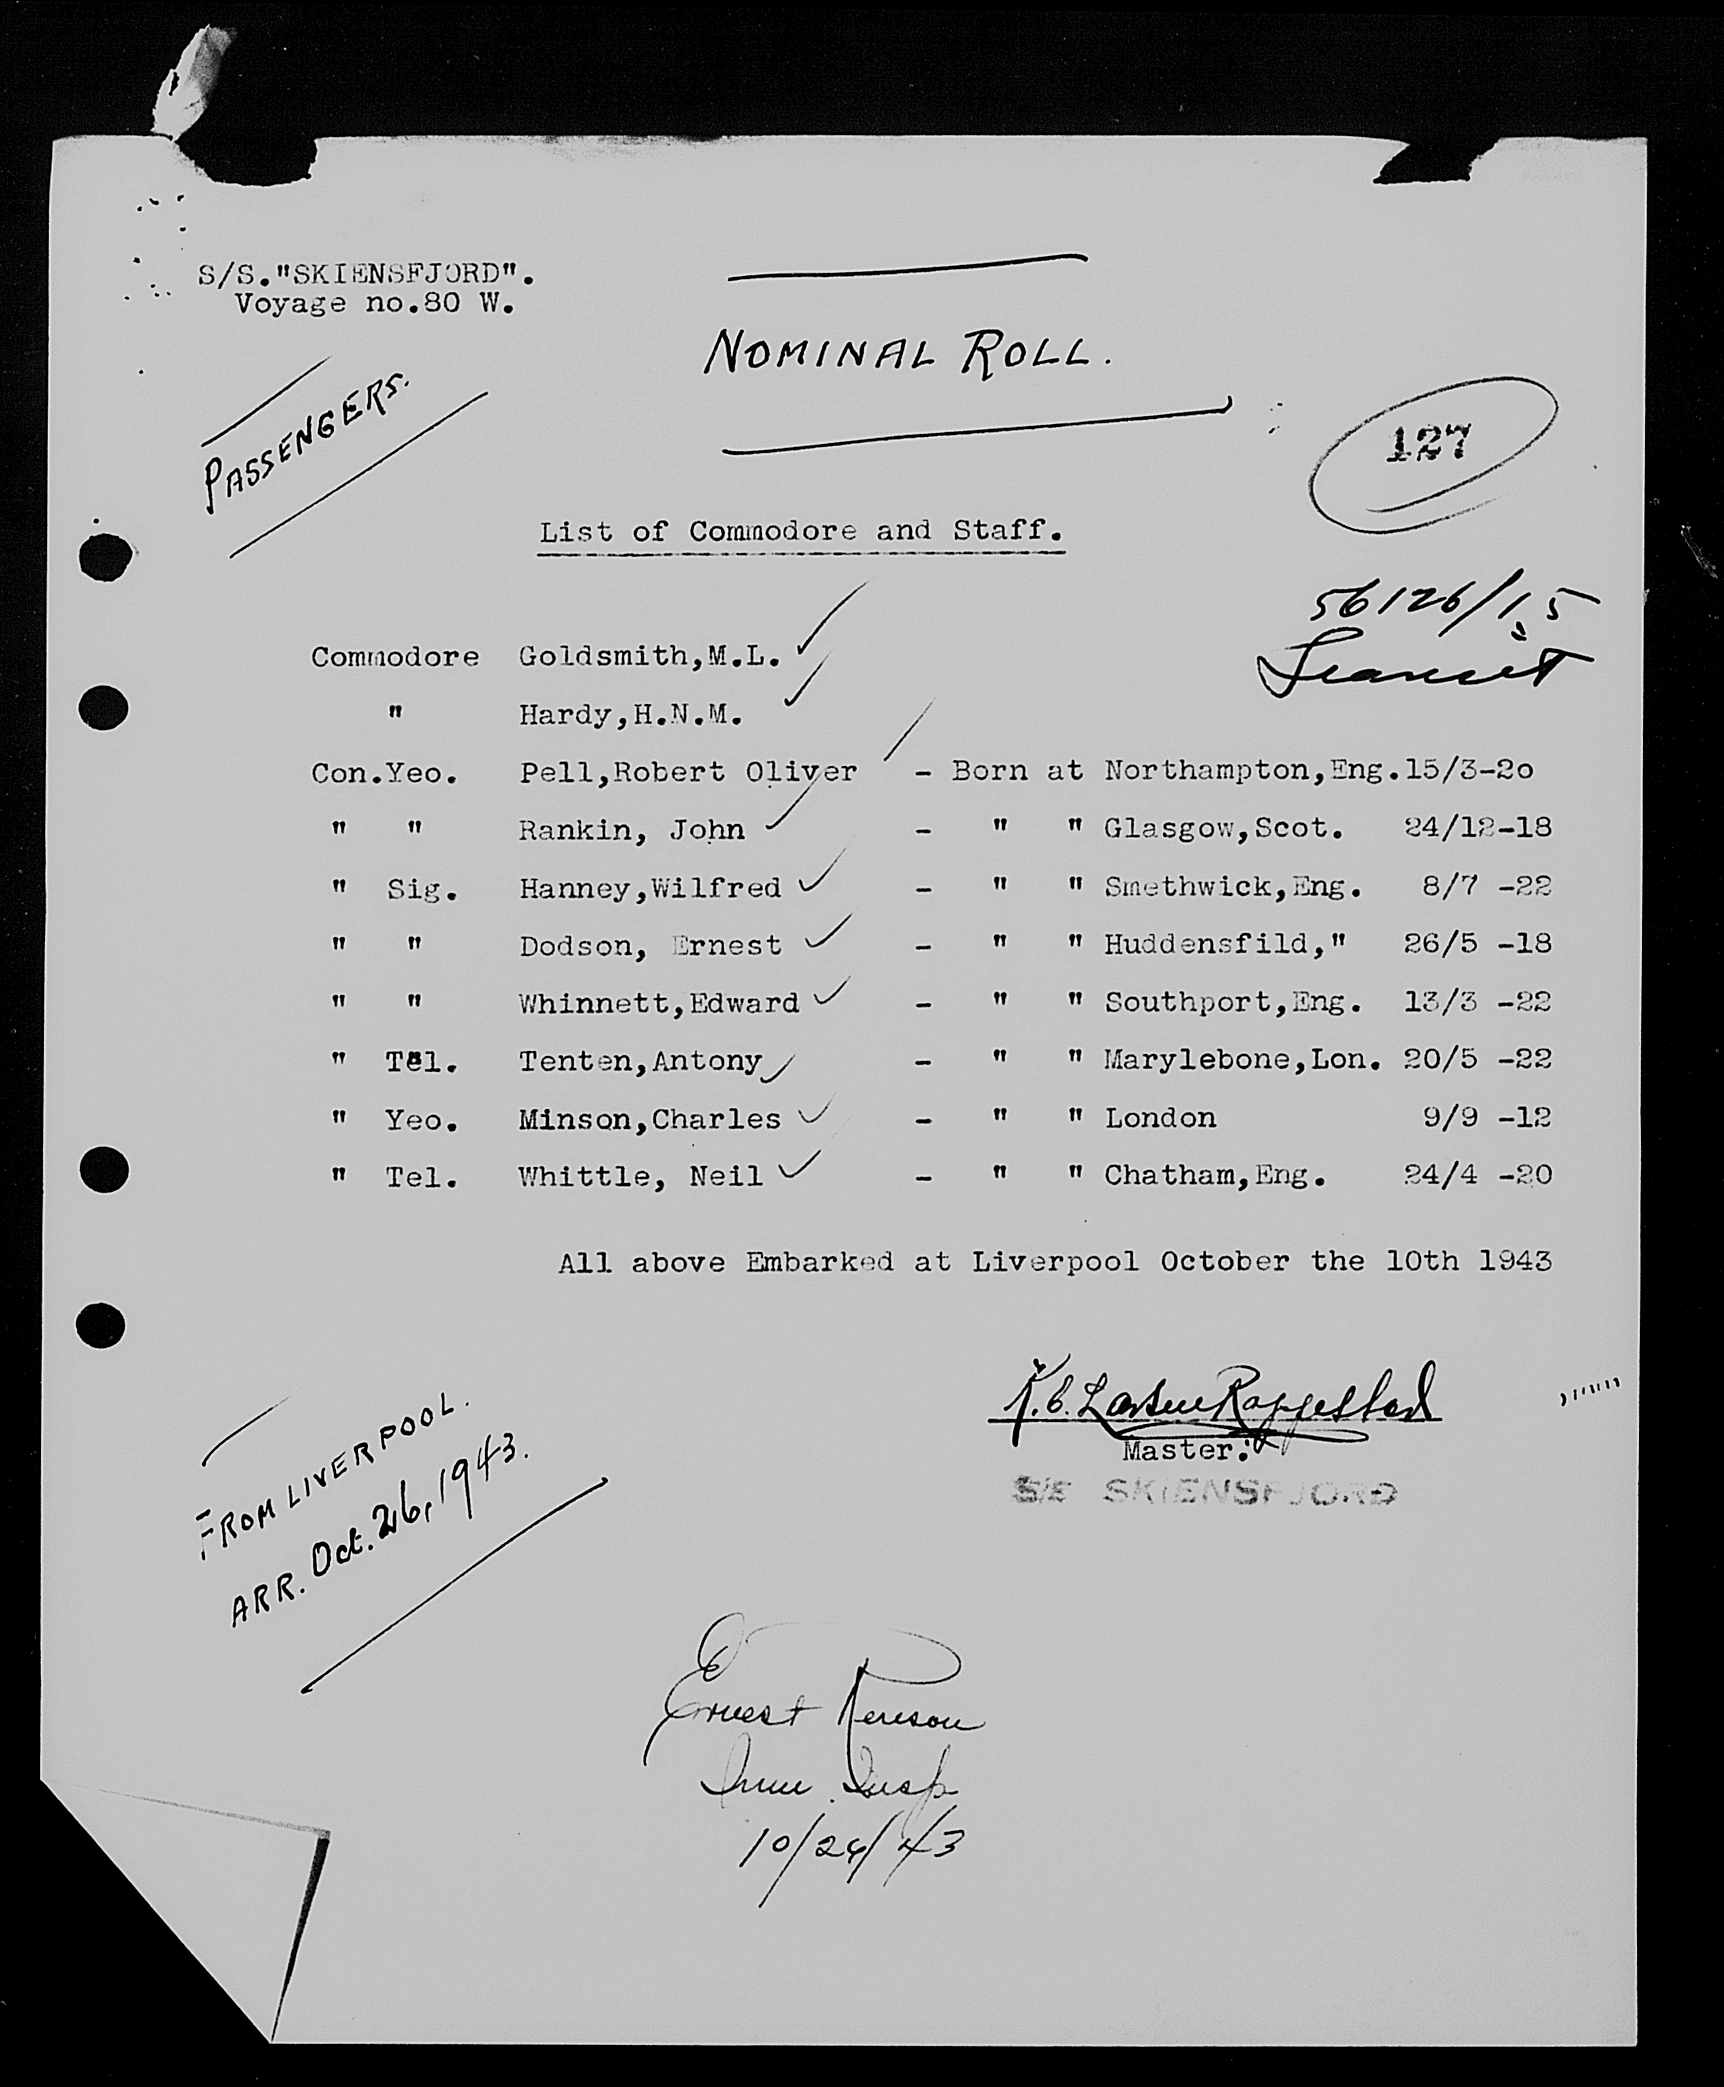 S/S."SKIENSFJORD".
Voyage no.80 W.
NOMINAL ROLL.
PASSENGERS.
127
List of Commodore and Staff.
56126/1.5
Commodore Goldsmith,M.L.
" Hardy,H.N.M.
Con.Yeo. Pell,Robert Oliver - Born at Northampton,Eng.15/3-2o
" " Rankin, John - " " Glasgow,Scot. 24/12-18
" Sig. Hanney,Wilfred - " " Smethwick,Eng. 8/7 -22
" " Dodson, Ernest - " " Huddensfild," 26/5 -18
" " Whinnett,Edward - " " Southport,Eng. 13/3 -22
" Tel. Tenten,Antony - " " Marylebone,Lon. 20/5 -22
" Yeo. Minson,Charles - " " London 9/9 -12
" Tel. Whittle, Neil - " " Chatham,Eng. 24/4 -20
All above Embarked at Liverpool October the 10th 1943
Master.
S/S SKIENSFJORD
FROM LIVERPOOL.
ARR. Oct. 26, 1943.
Ernest
Imm. Insp
10/26/43